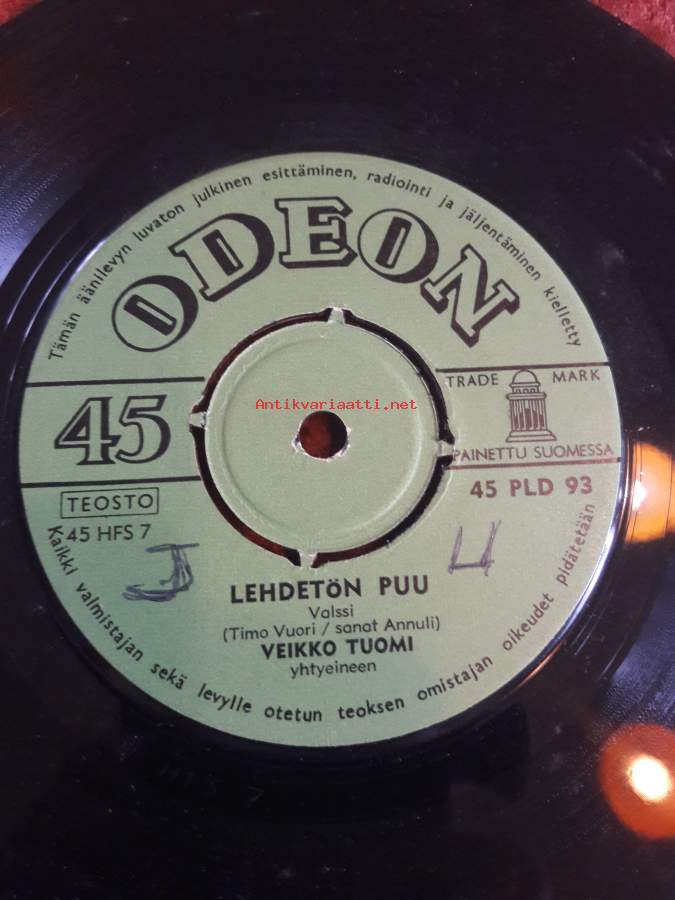 Tämän äänilevyn luvaton julkinen esittäminen, radiointi ja jäljentäminen kielletty
ODEON
45
TRADE MARK
Antikvariaatti.net
PAINETTU SUOMESSA
TEOSTO
45 HFS 7
45 PLD 93
J
LEHDETÖN PUU
Valssi
(Timo Vuori / sanat Annuli)
VEIKKO TUOMI
yhtyeineen
Kaikki valmistajan sekä levylle otetun teoksen omistajan oikeudet pidätetään